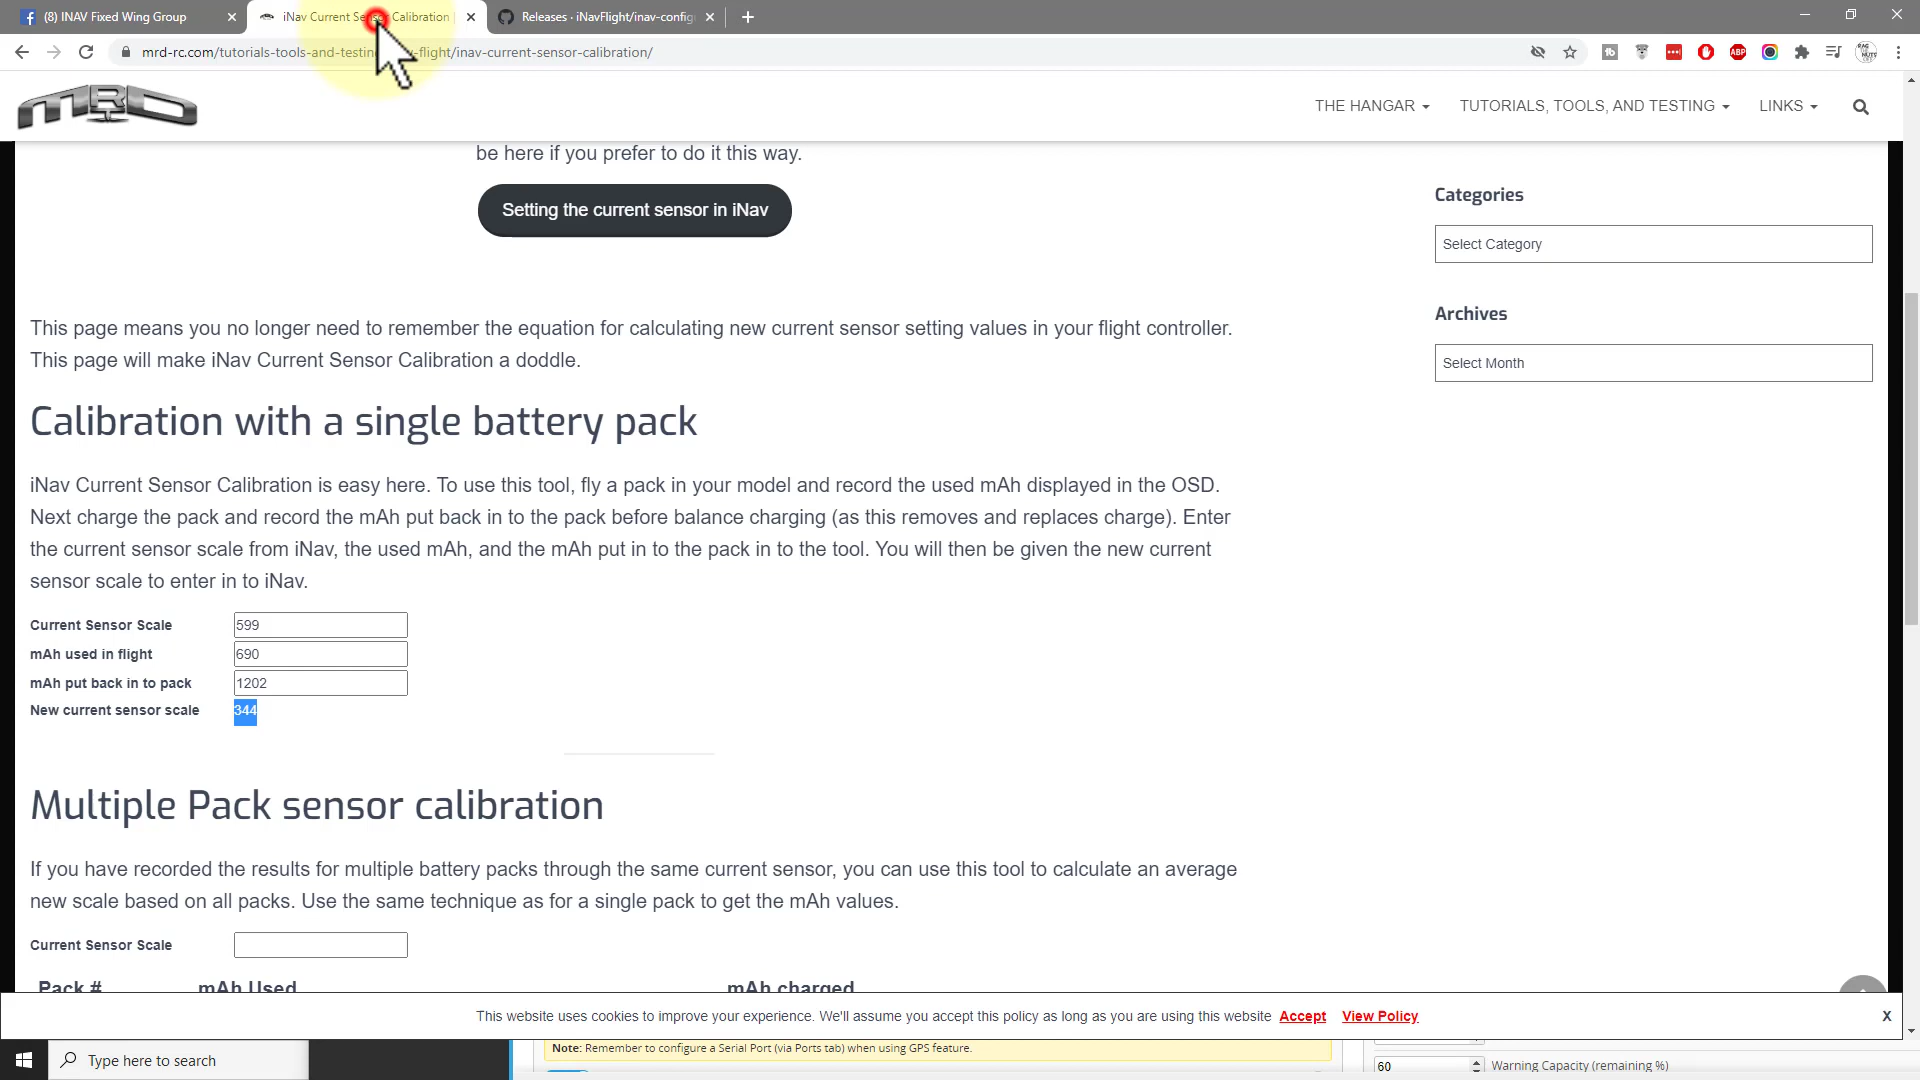 (8) INAV Fixed Wing Group
iNav Current Sensor Calibration |
Releases · iNavFlight/inav-config
mrd-rc.com/tutorials-tools-and-testin -flight/inav-current-sensor-calibration/
MRD
THE HANGAR
TUTORIALS, TOOLS, AND TESTING
LINKS
be here if you prefer to do it this way.
Setting the current sensor in iNav
Categories
Select Category
Archives
Select Month
This page means you no longer need to remember the equation for calculating new current sensor setting values in your flight controller.
This page will make iNav Current Sensor Calibration a doddle.
Calibration with a single battery pack
iNav Current Sensor Calibration is easy here. To use this tool, fly a pack in your model and record the used mAh displayed in the OSD.
Next charge the pack and record the mAh put back in to the pack before balance charging (as this removes and replaces charge). Enter
the current sensor scale from iNav, the used mAh, and the mAh put in to the pack in to the tool. You will then be given the new current
sensor scale to enter in to iNav.
Current Sensor Scale 599
mAh used in flight 690
mAh put back in to pack 1202
New current sensor scale 344
Multiple Pack sensor calibration
If you have recorded the results for multiple battery packs through the same current sensor, you can use this tool to calculate an average
new scale based on all packs. Use the same technique as for a single pack to get the mAh values.
Current Sensor Scale
Pack # mAh Used mAh charged
This website uses cookies to improve your experience. We'll assume you accept this policy as long as you are using this website Accept View Policy X
Type here to search
Note: Remember to configure a Serial Port (via Ports tab) when using GPS feature.
60 Warning Capacity (remaining %)